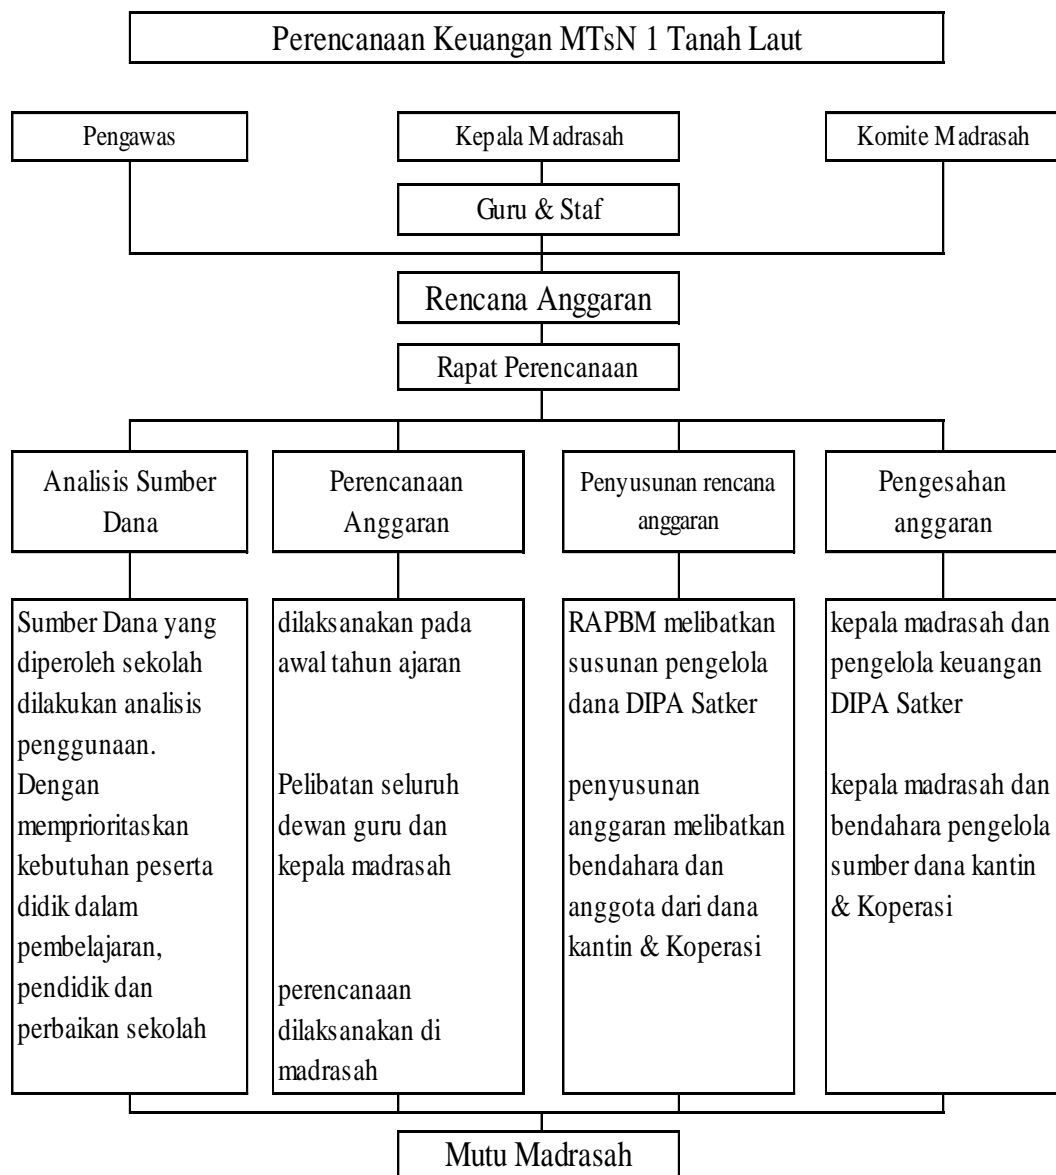 Perencanaan Keuangan MTsN 1 Tanah Laut
Pengawas
Kepala Madrasah
Komite Madrasah
Guru & Staf
Rencana Anggaran
Rapat Perencanaan
Analisis Sumber
Dana
Perencanaan
Anggaran
Penyusunan rencana
anggaran
Pengesahan
anggaran
Sumber Dana yang
diperoleh sekolah
dilakukan analisis
penggunaan.
Dengan
memprioritaskan
kebutuhan peserta
didik dalam
pembelajaran,
pendidik dan
perbaikan sekolah
dilaksanakan pada
awal tahun ajaran
Pelibatan seluruh
dewan guru dan
kepala madrasah
perencanaan
dilaksanakan di
madrasah
RAPBM melibatkan
susunan pengelola
dana DIPA Satker
penyusunan
anggaran melibatkan
bendahara dan
anggota dari dana
kantin & Koperasi
kepala madrasah dan
pengelola keuangan
DIPA Satker
kepala madrasah dan
bendahara pengelola
sumber dana kantin
& Koperasi
Mutu Madrasah